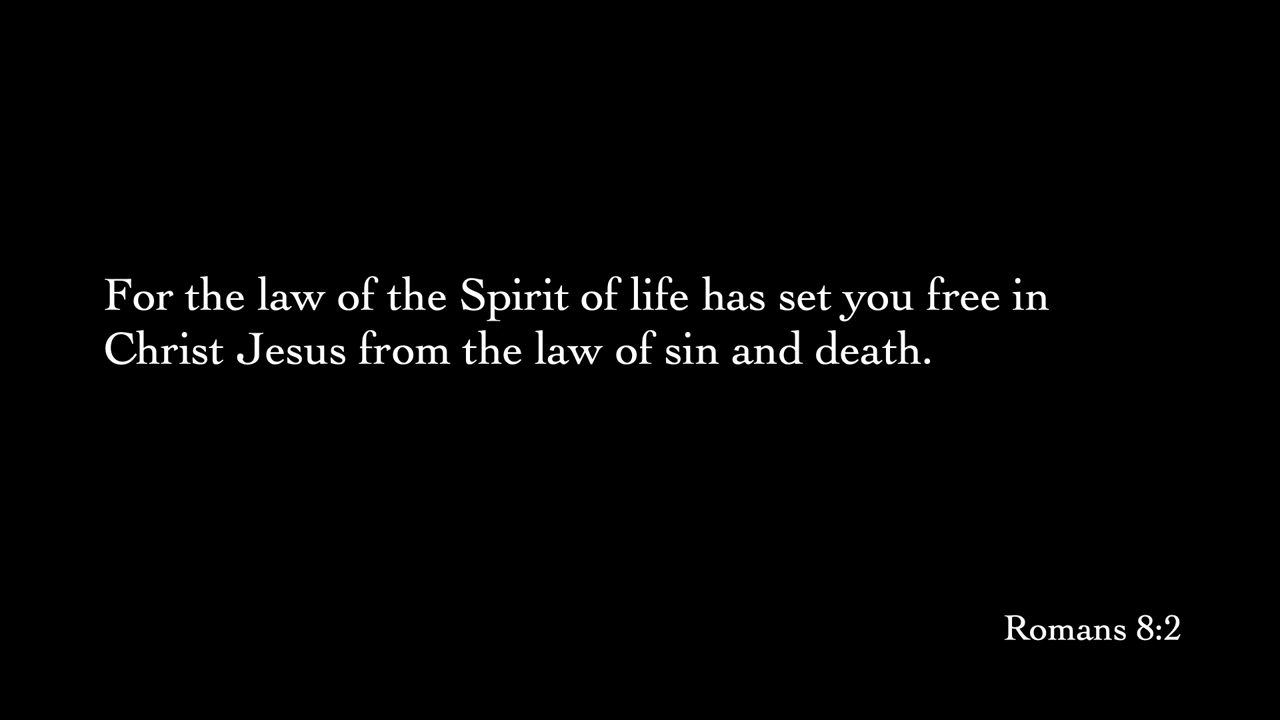 For the law of the Spirit of life has set you free in
Christ Jesus from the law of sin and death.
Romans 8:2